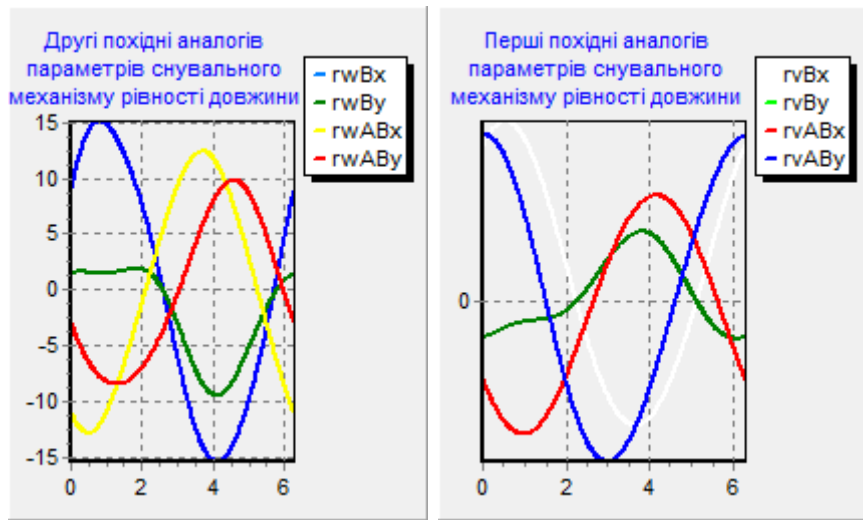 Другі похідні аналогів
параметрів снувального
механізму рівності довжини
rwBx
rwBy
rwABx
rwABy
15
10
5
0
-5
-10
-15
0 2 4 6
Перші похідні аналогів
параметрів снувального
механізму рівності довжини
rvBx
rvBy
rvABx
rvABy
0
0 2 4 6